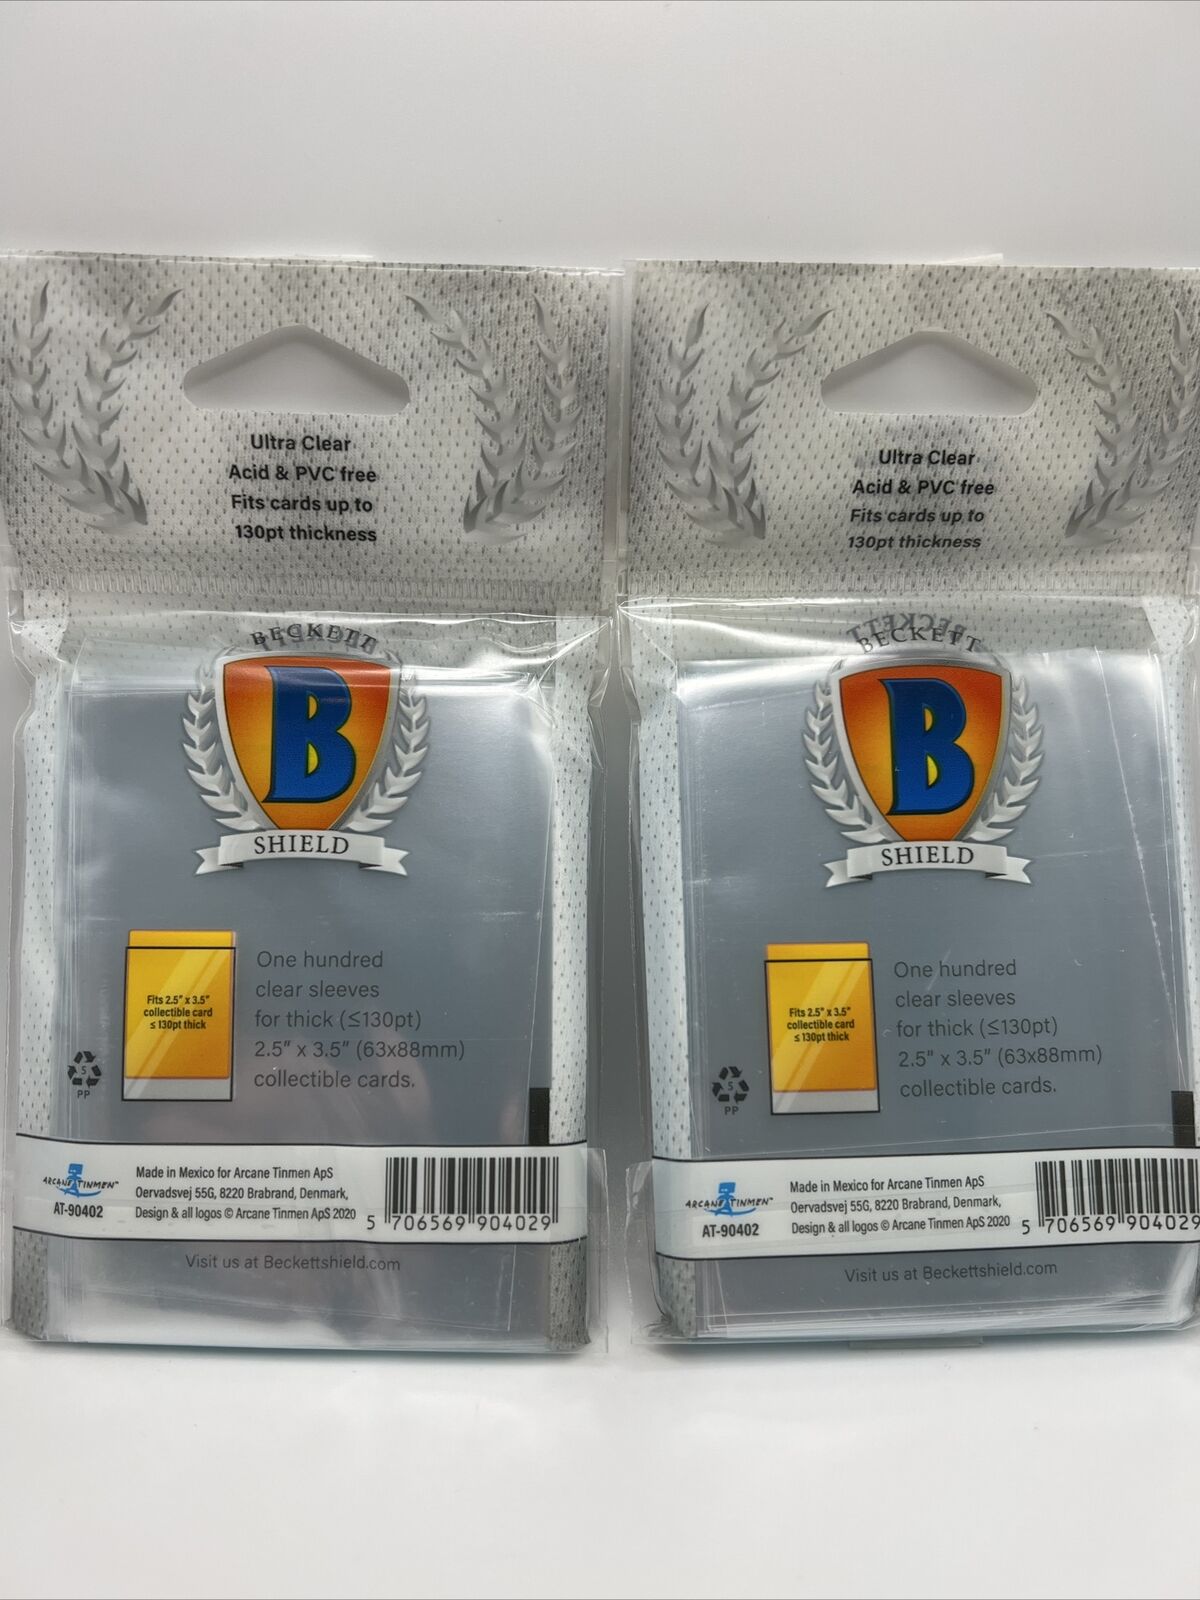 Ultra Clear
Acid & PVC free
Fits cards up to
130pt thickness
BECKETT
B
SHIELD
Fits 2.5" x 3.5"
collectible card
≤ 130pt thick
One hundred
clear sleeves
for thick (≤130pt)
2.5" x 3.5" (63x88mm)
collectible cards.
5
PP
ARCANE TINMEN™
AT-90402
Made in Mexico for Arcane Tinmen ApS
Oervadsvej 55G, 8220 Brabrand, Denmark,
Design & all logos © Arcane Tinmen ApS 2020
5 706569 904029
Visit us at Beckettshield.com
Ultra Clear
Acid & PVC free
Fits cards up to
130pt thickness
BECKETT
B
SHIELD
Fits 2.5" x 3.5"
collectible card
≤ 130pt thick
One hundred
clear sleeves
for thick (≤130pt)
2.5" x 3.5" (63x88mm)
collectible cards.
5
PP
ARCANE TINMEN™
AT-90402
Made in Mexico for Arcane Tinmen ApS
Oervadsvej 55G, 8220 Brabrand, Denmark,
Design & all logos © Arcane Tinmen ApS 2020
5 706569 904029
Visit us at Beckettshield.com